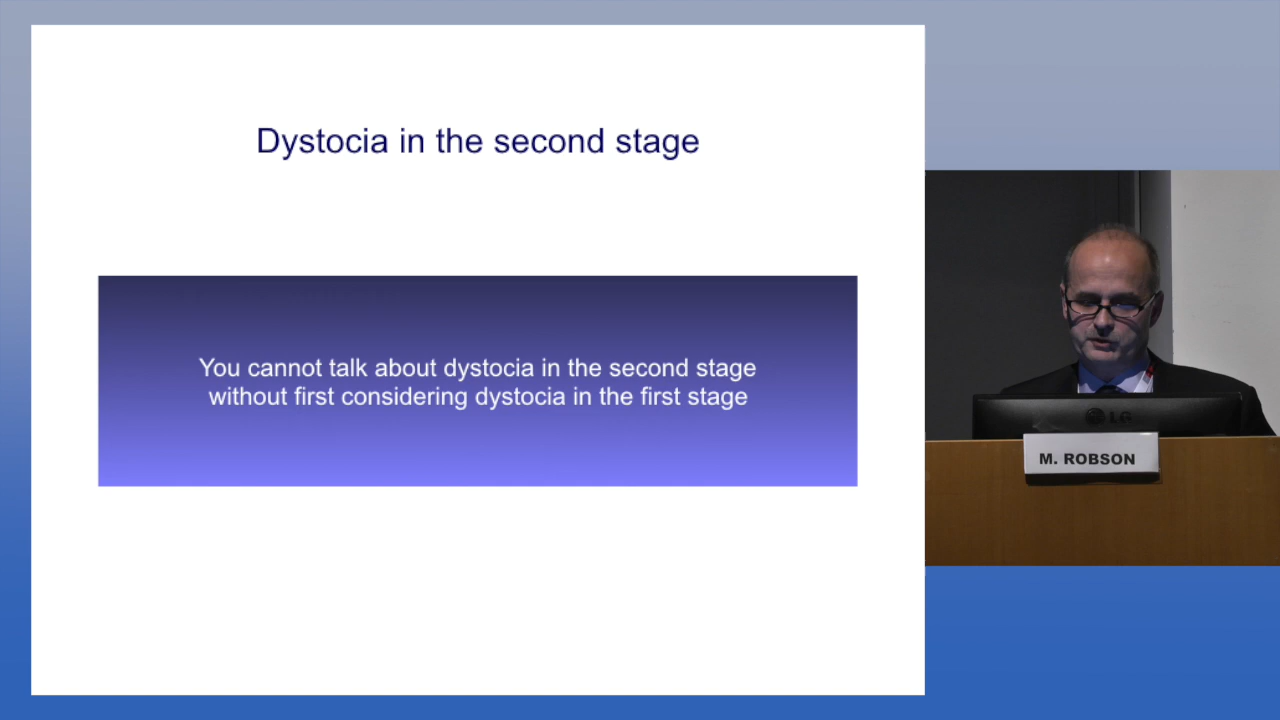 Dystocia in the second stage
You cannot talk about dystocia in the second stage
without first considering dystocia in the first stage
LG
M. ROBSON